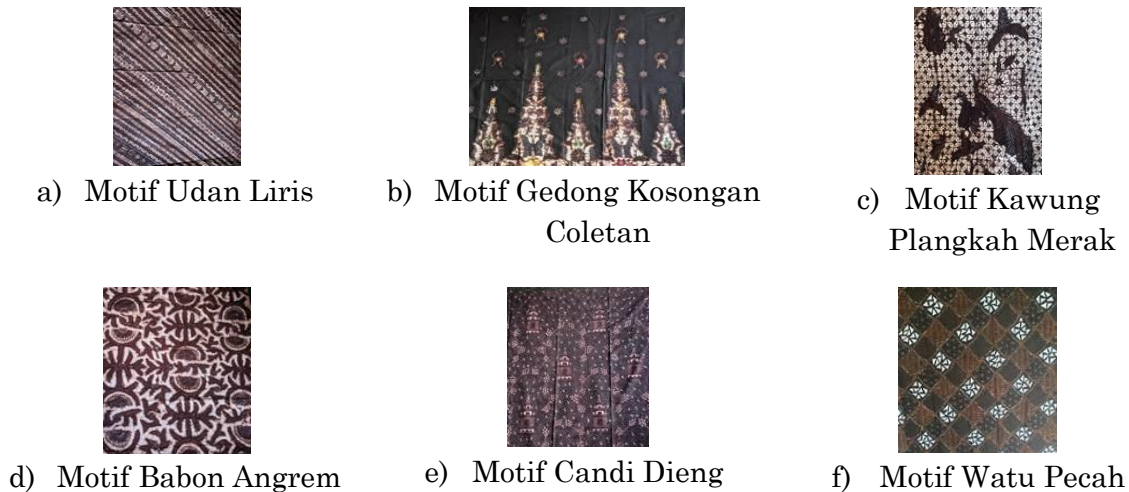 a) Motif Udan Liris
b) Motif Gedong Kosongan
Coletan
c) Motif Kawung
Plangkah Merak
d) Motif Babon Angrem
e) Motif Candi Dieng
f) Motif Watu Pecah